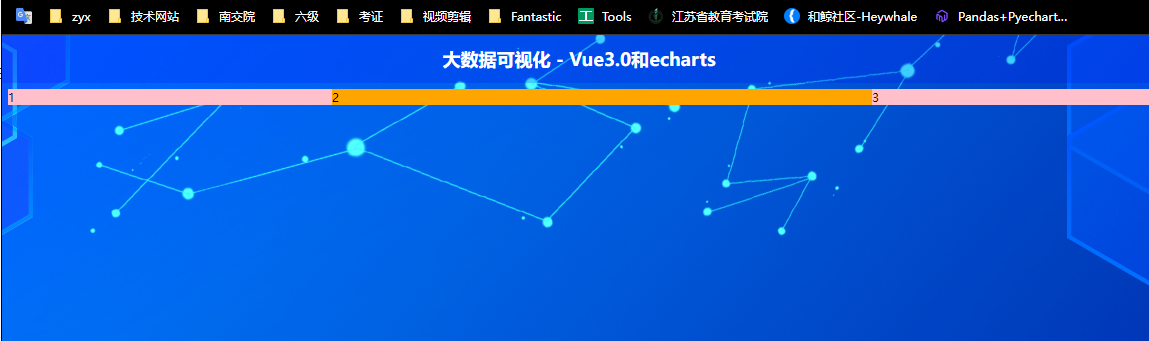 zyx 技术网站 南交院 六级 考证 视频剪辑 Fantastic Tools 江苏省教育考试院 和鲸社区-Heywhale Pandas+Pyechart...
大数据可视化 - Vue3.0和echarts
1 2 3